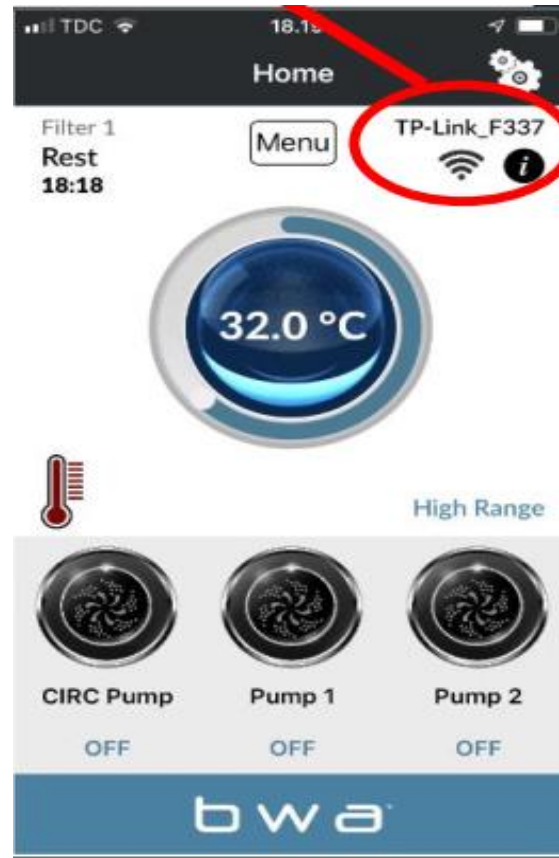 TDC
Home
Filter 1
Rest
18:18
Menu
TP-Link_F337
i
32.0 °C
High Range
CIRC Pump
Pump 1
Pump 2
OFF
OFF
OFF
bwa